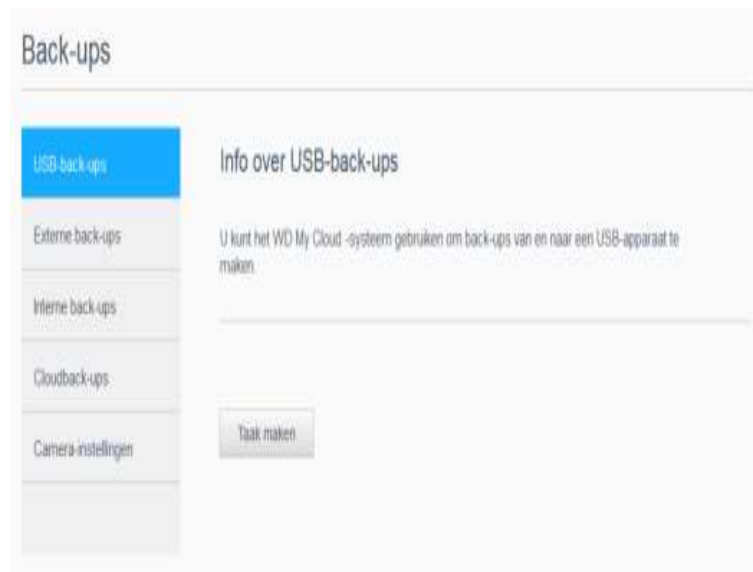 Back-ups
USB-back-ups
Externe back-ups
Interne back-ups
Cloudback-ups
Camera-instellingen
Info over USB-back-ups
U kunt het WD My Cloud -systeem gebruiken om back-ups van en naar een USB-apparaat te
maken.
Taak maken